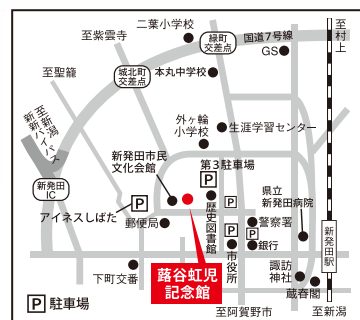 二葉小学校
至紫雲寺
緑町
交差点
国道7号線
至村上
GS
至聖籠
城北町
交差点
本丸中学校
至新潟
新新バイパス
外ヶ輪
小学校
生涯学習センター
新発田市民
文化会館
第3駐車場
P
新発田
IC
アイネスしばた
P
郵便局
歴史図書館
P
県立
新発田病院
警察署
P
P
銀行
市役所
新発田駅
下町交番
蕗谷虹児
記念館
諏訪
神社
蔵春閣
P 駐車場
至阿賀野市
至新潟